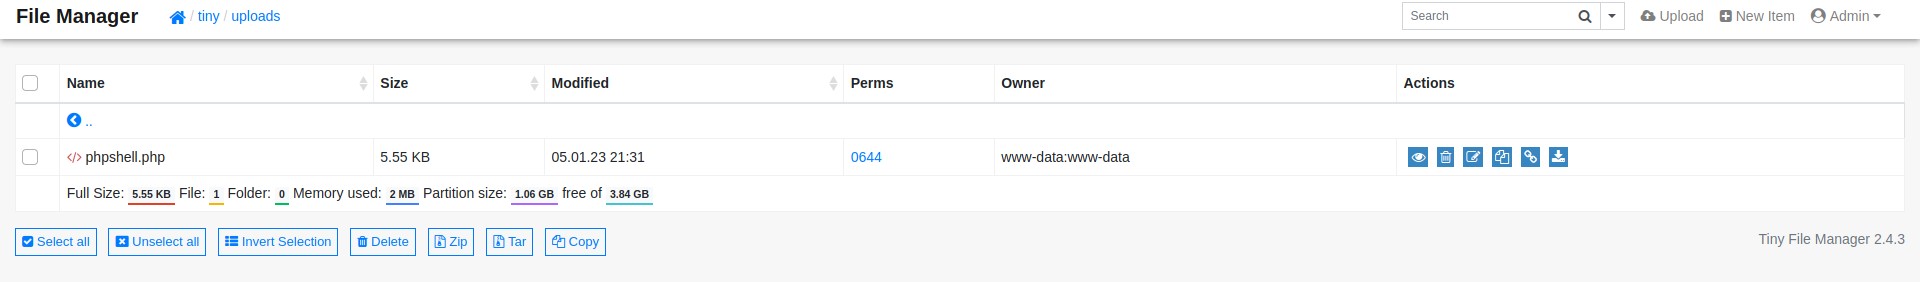 File Manager / tiny / uploads Search Upload New Item Admin
Name Size Modified Perms Owner Actions
..
phpshell.php 5.55 KB 05.01.23 21:31 0644 www-data:www-data
Full Size: 5.55 KB File: 1 Folder: 0 Memory used: 2 MB Partition size: 1.06 GB free of 3.84 GB
Select all Unselect all Invert Selection Delete Zip Tar Copy Tiny File Manager 2.4.3